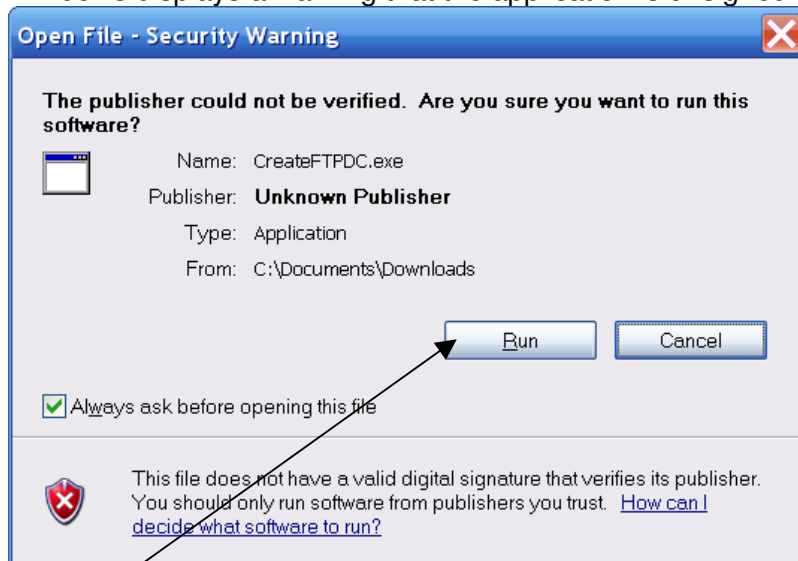 Open File - Security Warning
The publisher could not be verified. Are you sure you want to run this
software?
Name: CreateFTPDC.exe
Publisher: Unknown Publisher
Type: Application
From: C:\Documents\Downloads
Run Cancel
Always ask before opening this file
This file does not have a valid digital signature that verifies its publisher.
You should only run software from publishers you trust. How can I
decide what software to run?